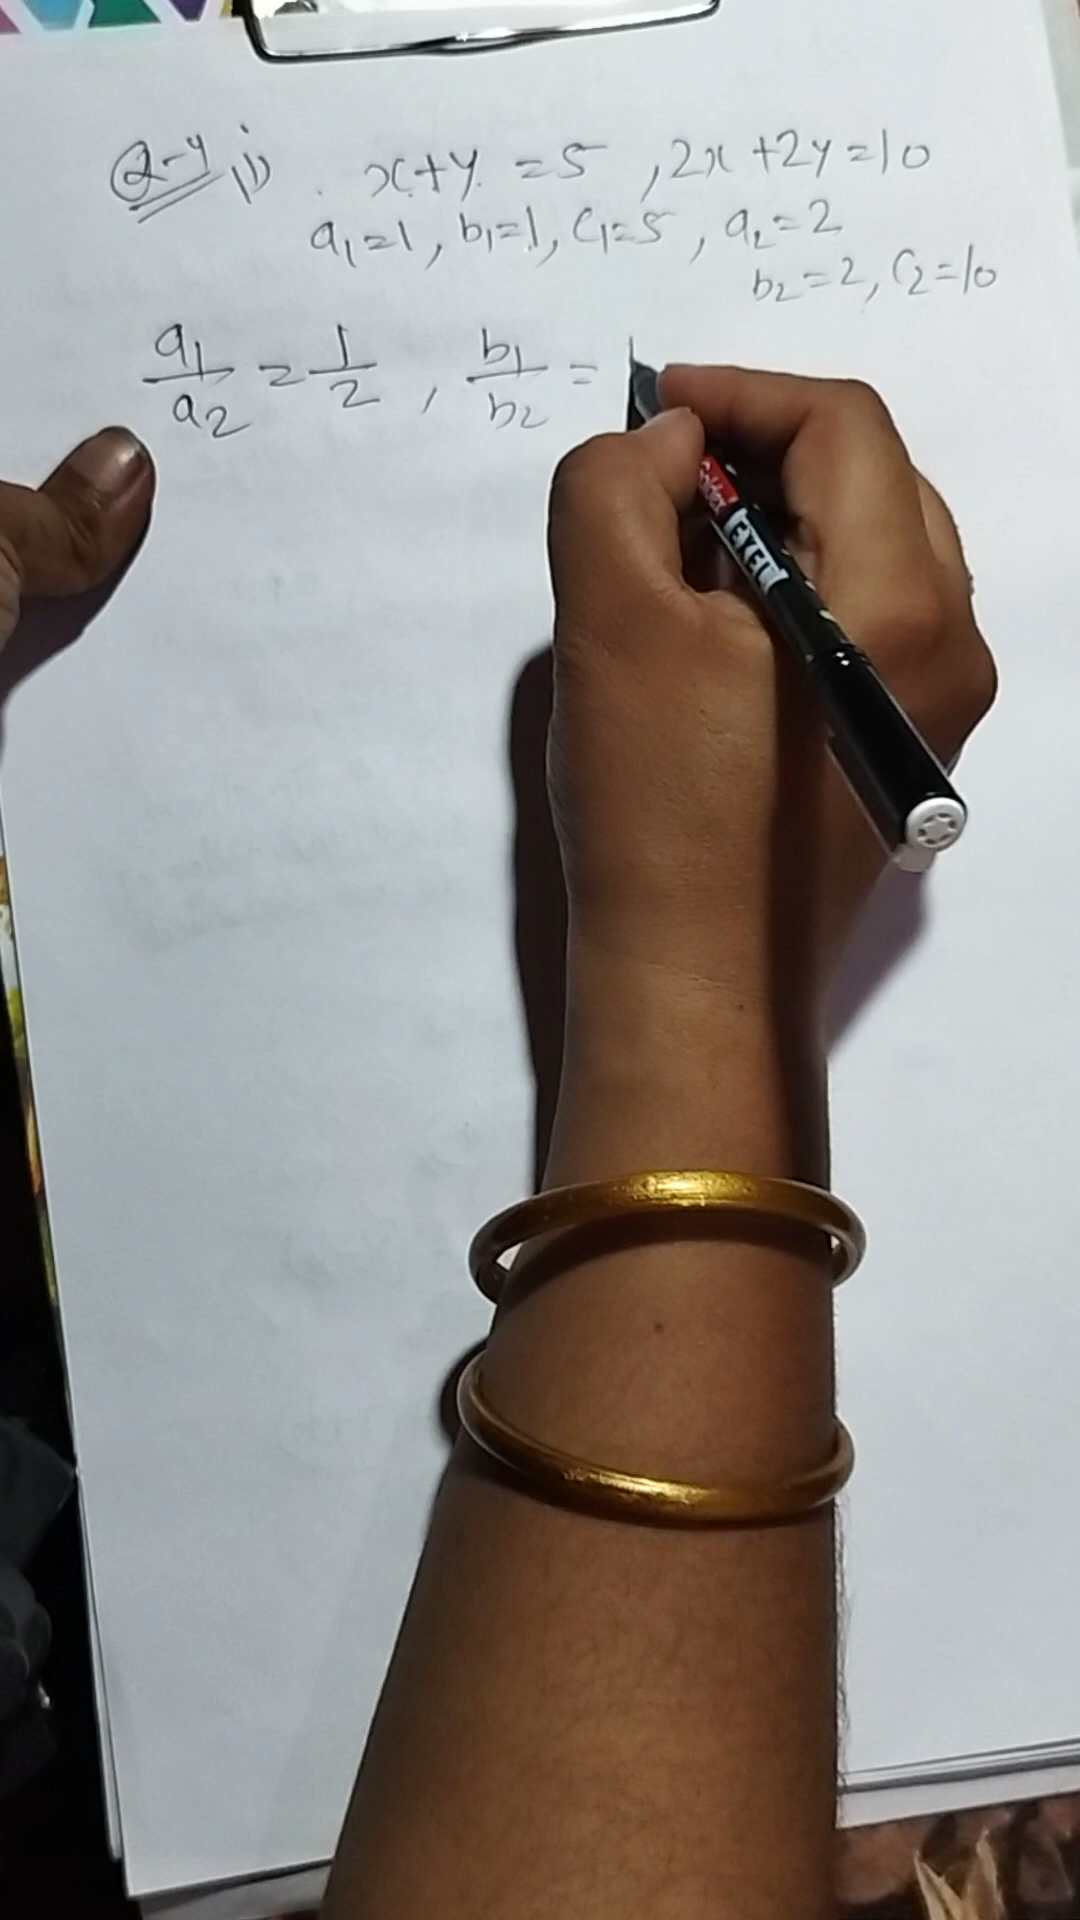 Q-4 (i) x+y = 5 , 2x+2y=10
a₁=1, b₁=1, c₁=5 , a₂=2
b₂=2, c₂=10
a₁/a₂ = 1/2 , b₁/b₂ =
EXEL